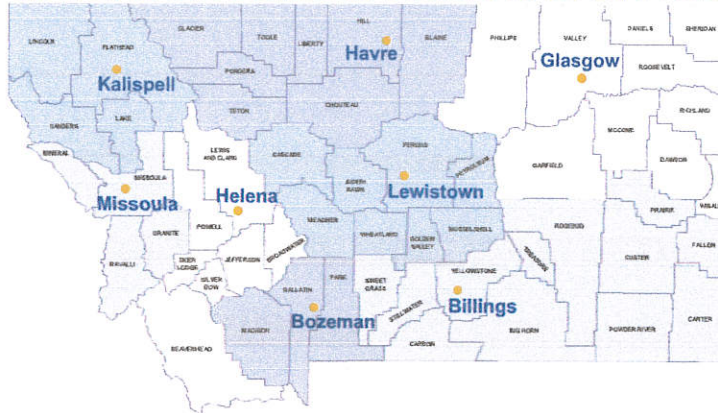 GLACIER
HILL
DANIELS
SHERIDAN
LINCOLN
TOOLE
LIBERTY
BLAINE
PHILLIPS
VALLEY
FLATHEAD
Havre
Glasgow
ROOSEVELT
Kalispell
PONDERA
TETON
CHOUTEAU
RICHLAND
SANDERS
LAKE
MCCONE
MINERAL
LEWIS
AND CLARK
CASCADE
FERGUS
PETROLEUM
GARFIELD
DAWSON
MISSOULA
JUDITH
BASIN
Missoula
Helena
Lewistown
PRAIRIE
WIBAU
POWELL
MEAGHER
GRANITE
WHEATLAND
GOLDEN
VALLEY
MUSSELSHELL
ROSEBUD
TREASURE
RAVALLI
DEER
LODGE
JEFFERSON
BROADWATER
FALLON
SILVER
BOW
GALLATIN
PARK
SWEET
GRASS
YELLOWSTONE
CUSTER
Bozeman
STILLWATER
Billings
MADISON
BIG HORN
POWDER RIVER
CARTER
BEAVERHEAD
CARBON